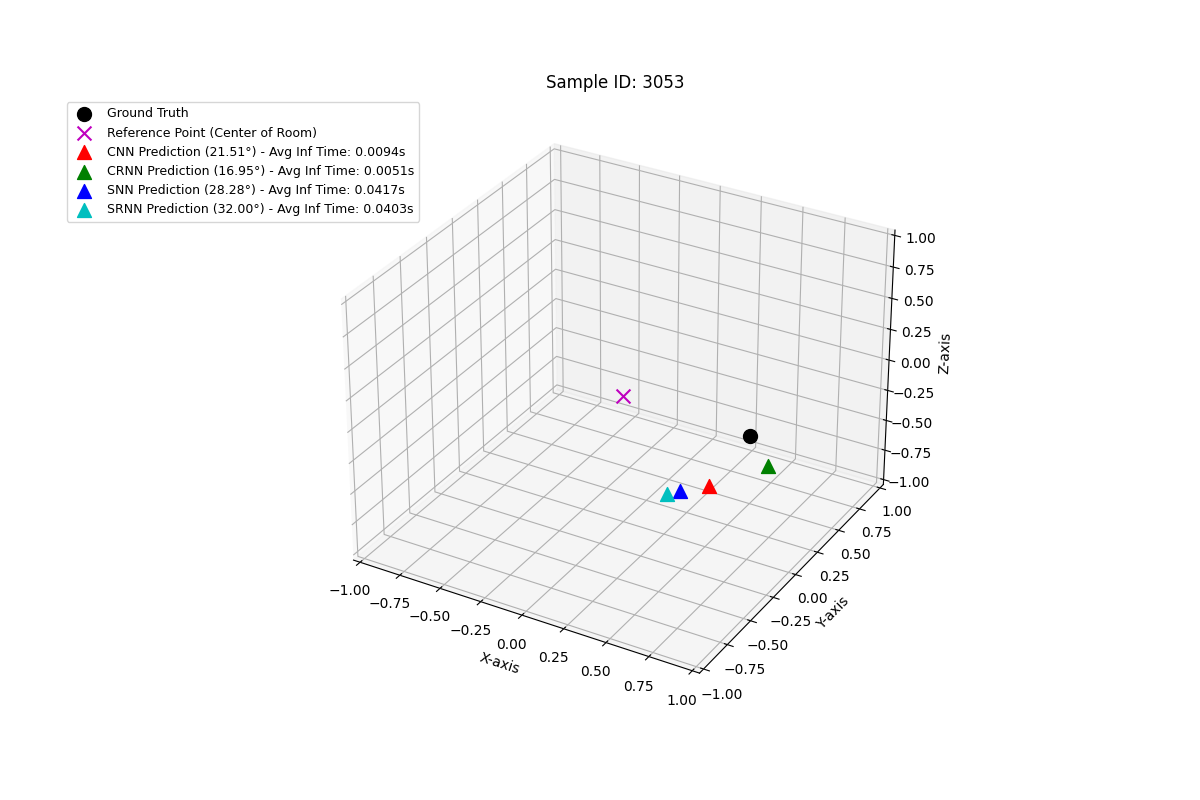 Sample ID: 3053
Ground Truth
Reference Point (Center of Room)
CNN Prediction (21.51°) - Avg Inf Time: 0.0094s
CRNN Prediction (16.95°) - Avg Inf Time: 0.0051s
SNN Prediction (28.28°) - Avg Inf Time: 0.0417s
SRNN Prediction (32.00°) - Avg Inf Time: 0.0403s
1.00
0.75
0.50
0.25
0.00
−0.25
−0.50
−0.75
−1.00
Z-axis
1.00
0.75
0.50
0.25
0.00
−0.25
−0.50
−0.75
−1.00
Y-axis
−1.00
−0.75
−0.50
−0.25
0.00
0.25
0.50
0.75
1.00
X-axis